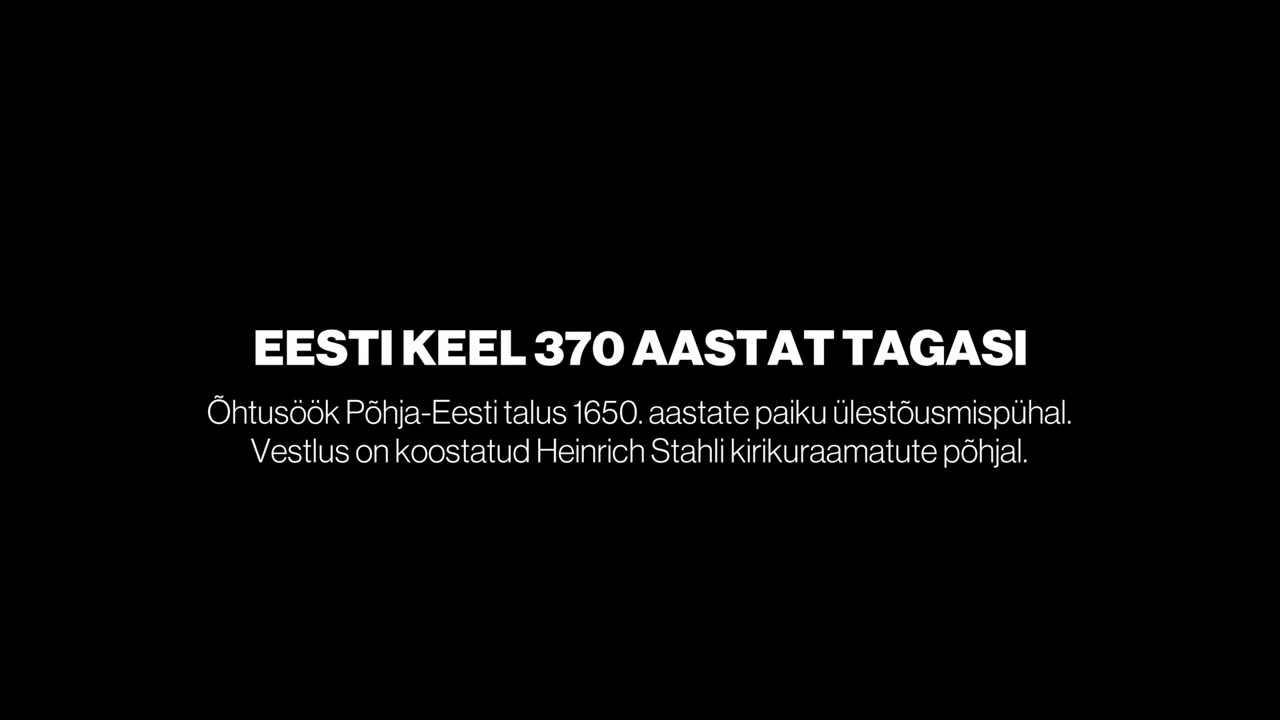 EESTI KEEL 370 AASTAT TAGASI
Õhtusöök Põhja-Eesti talus 1650. aastate paiku ülestõusmispühal.
Vestlus on koostatud Heinrich Stahli kirikuraamatute põhjal.